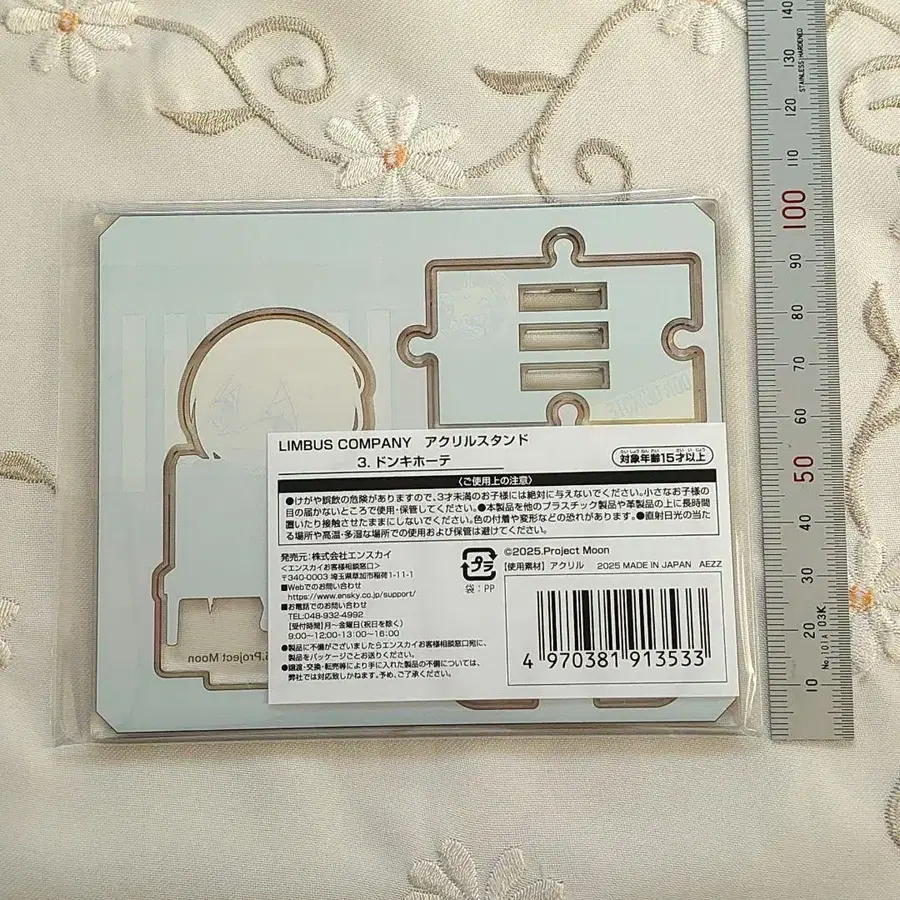 LIMBUS COMPANY アクリルスタンド
3. ドンキホーテ
対象年齢15才以上
〈ご使用上の注意〉
●けがや誤飲の危険がありますので、3才未満のお子様には絶対に与えないでください。小さなお子様の
目の届かないところで使用・保管してください。●本製品を他のプラスチック製品や革製品の上に長時間
置いたり接触させたままにしないでください。色の付着や変形などの恐れがあります。●直射日光の当た
る場所や高温・多湿な場所での使用および保管は避けてください。
発売元:株式会社エンスカイ
<エンスカイお客様相談窓口>
〒340-0003 埼玉県草加市稲荷1-11-1
■Webでのお問い合わせ
https://www.ensky.co.jp/support/
■お電話でのお問い合わせ
TEL:048-932-4992
【受付時間】月~金曜日(祝日を除く)
9:00~12:00・13:00~16:00
●製品に不備がございましたらエンスカイお客様相談窓口宛に、
製品をパッケージごとお送りください。
●譲渡・交換・転売等により手に入れた製品の不備については、
弊社では対応致しかねます。予め、ご了承ください。
プラ
袋:PP
©2025.Project Moon
【使用素材】アクリル 2025 MADE IN JAPAN AEZZ
4 970381 913533
.Project Moon
DON QUIXOTE
140
130
STAINLESS HARDENED
120
110
100
90
80
70
60
50
40
30
20
10
No.101A 03K